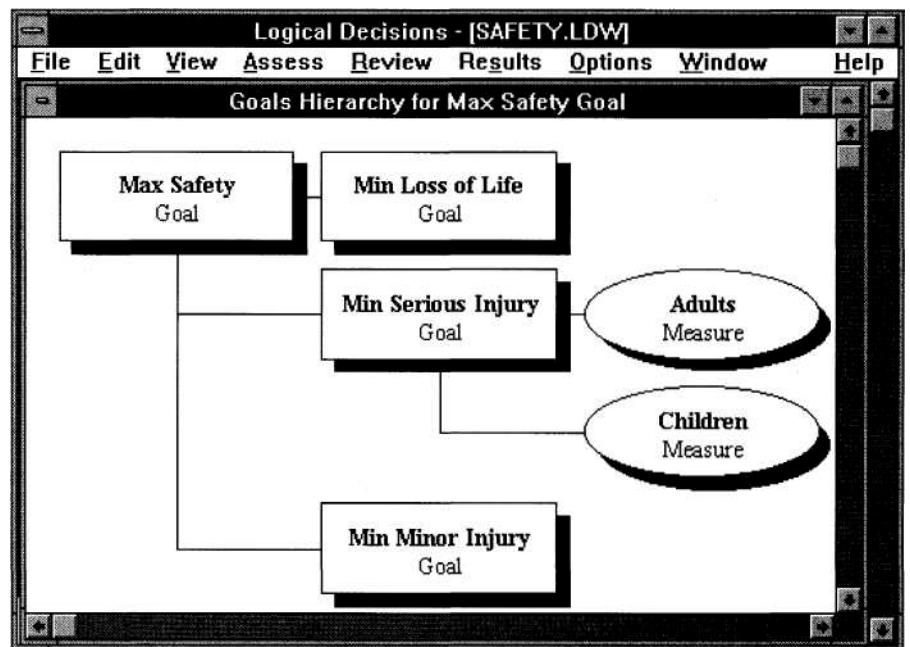 Logical Decisions - [SAFETY.LDW]
File Edit View Assess Review Results Options Window Help
Goals Hierarchy for Max Safety Goal
Max Safety
Goal
Min Loss of Life
Goal
Min Serious Injury
Goal
Adults
Measure
Children
Measure
Min Minor Injury
Goal